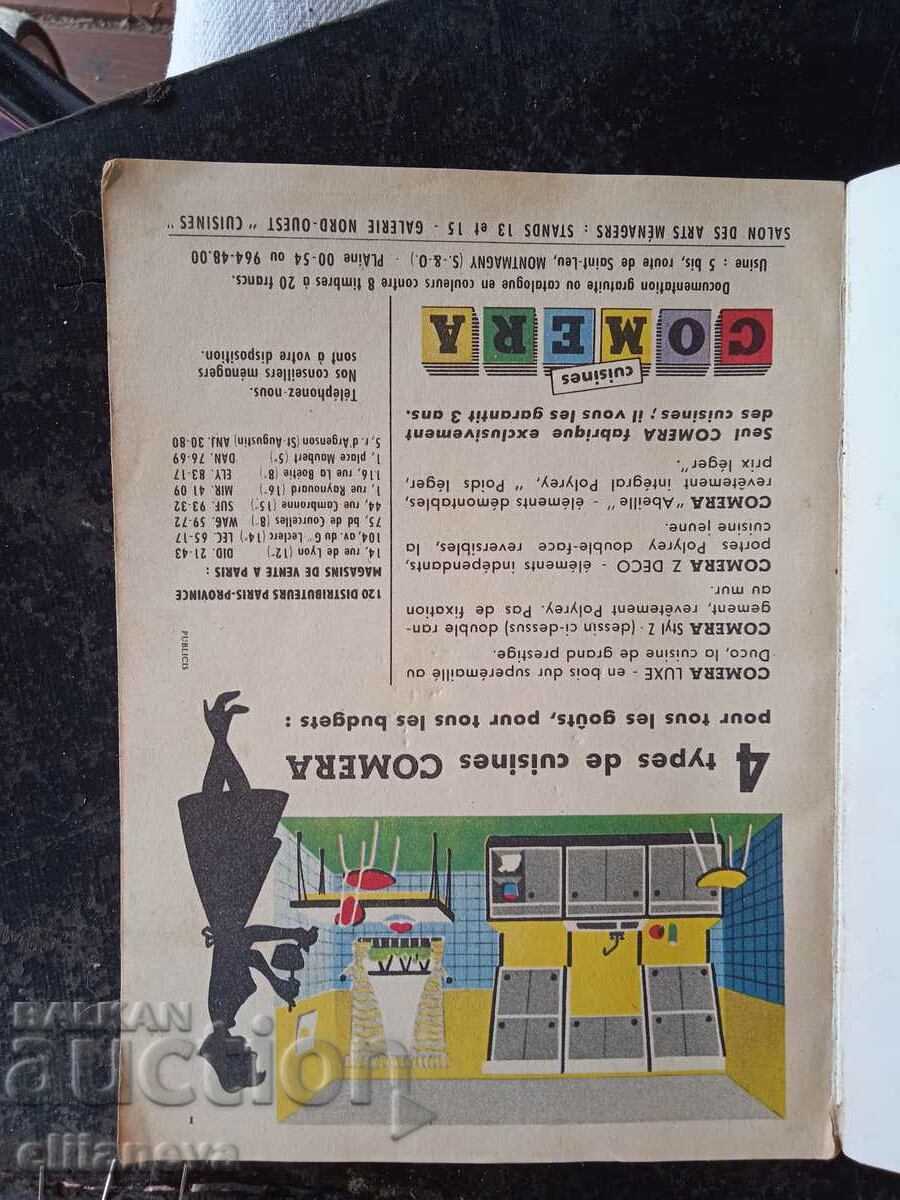 I
4 types de cuisines COMERA
pour tous les goûts, pour tous les budgets :
COMERA LUXE - en bois dur superémaillé au
Duco, la cuisine de grand prestige.
COMERA Styl Z - (dessin ci-dessus) double ran
gement, revêtement Polyrey. Pas de fixation
au mur.
COMERA Z DECO - éléments indépendants,
portes Polyrey double-face reversibles, la
cuisine jeune.
COMERA "Abeille" - éléments démontables,
revêtement intégral Polyrey, " Poids léger,
prix léger".
Seul COMERA fabrique exclusivement
des cuisines ; il vous les garantit 3 ans.
cuisines
COMERA
PUBLICIS
120 DISTRIBUTEURS PARIS-PROVINCE
MAGASINS DE VENTE A PARIS :
14, rue de Lyon (12e) DID. 21-43
104, av. du Gl Leclerc (14e) LEC. 65-17
75, bd de Courcelles (8e) WAG. 59-72
44, rue Cambronne (15e) SUF. 93-32
1, rue Raynouard (16e) MIR. 41 09
116, rue La Boétie (8e) ELY. 83-17
1, place Maubert (5e) DAN. 76-69
5, r. d'Argenson (St-Augustin) ANJ. 30-80
Téléphonez-nous.
Nos conseillers ménagers
sont à votre disposition.
Documentation gratuite ou catalogue en couleurs contre 8 timbres à 20 francs.
Usine : 5 bis, route de Saint-Leu, MONTMAGNY (S.-&-O.) - PLAine 00-54 ou 964-48.00
SALON DES ARTS MÉNAGERS : STANDS 13 et 15 - GALERIE NORD-OUEST " CUISINES "
BALKAN
auction
ellianova